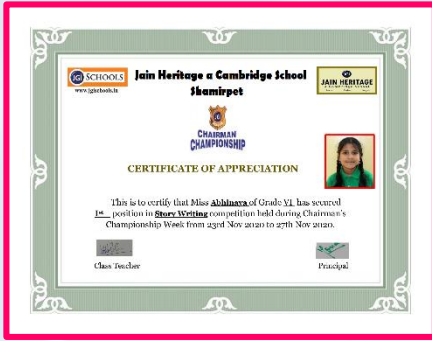 JGI SCHOOLS
www.jgischools.in
Jain Heritage a Cambridge School
Shamirpet
JAIN HERITAGE
CHAIRMAN
CHAMPIONSHIP
CERTIFICATE OF APPRECIATION
This is to certify that Miss Abhinaya of Grade VI has secured
1st position in Story Writing competition held during Chairman's
Championship Week from 23rd Nov 2020 to 27th Nov 2020.
Class Teacher
Principal